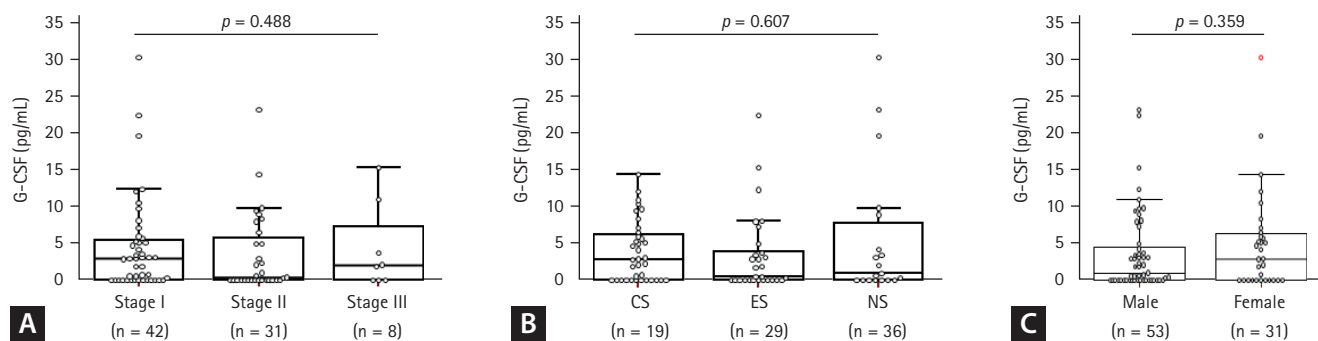 35
30
25
20
15
10
5
0
G-CSF (pg/mL)
p = 0.488
Stage I
(n = 42)
Stage II
(n = 31)
Stage III
(n = 8)
A
35
30
25
20
15
10
5
0
G-CSF (pg/mL)
p = 0.607
CS
(n = 19)
ES
(n = 29)
NS
(n = 36)
B
35
30
25
20
15
10
5
0
G-CSF (pg/mL)
p = 0.359
Male
(n = 53)
Female
(n = 31)
C